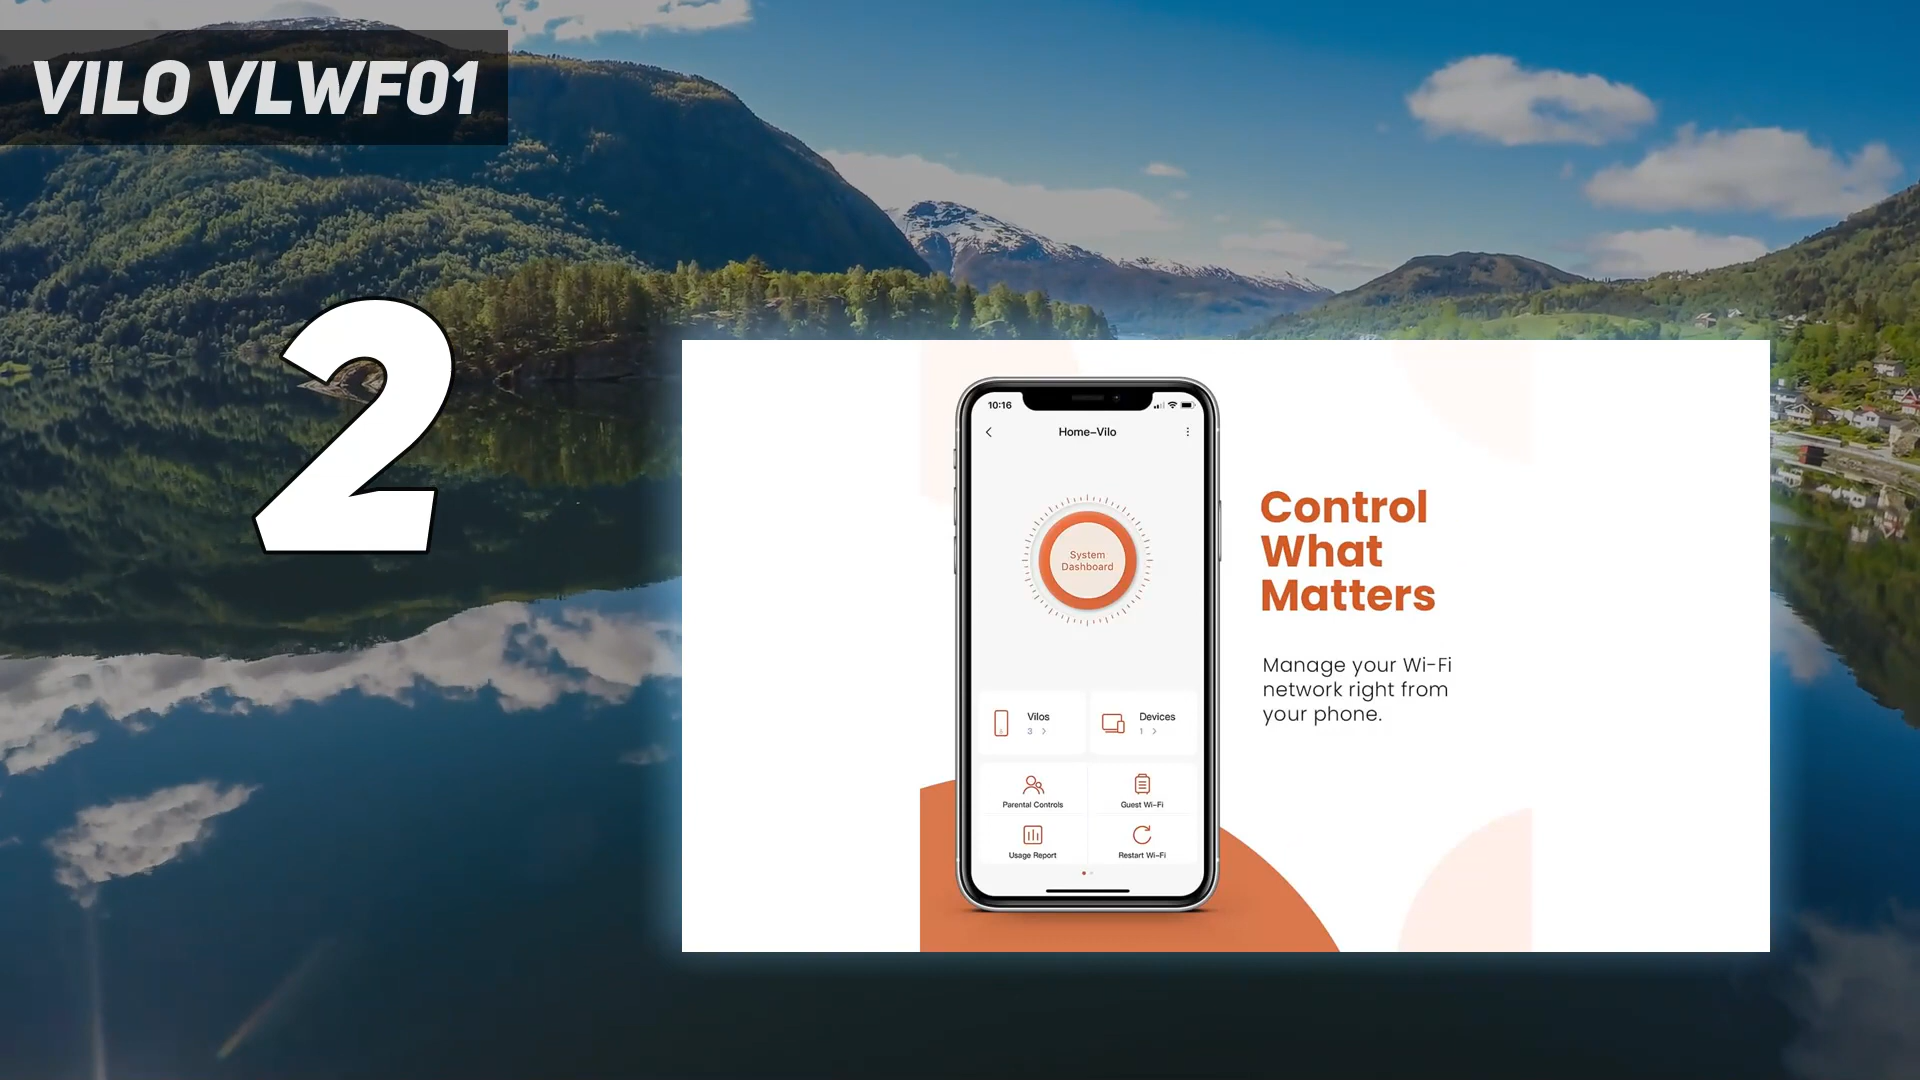 VILO VLWF01
2
10:16
Home-Vilo
System
Dashboard
Vilos
3 >
Devices
1 >
Parental Controls
Guest Wi-Fi
Usage Report
Restart Wi-Fi
Control
What
Matters
Manage your Wi-Fi
network right from
your phone.